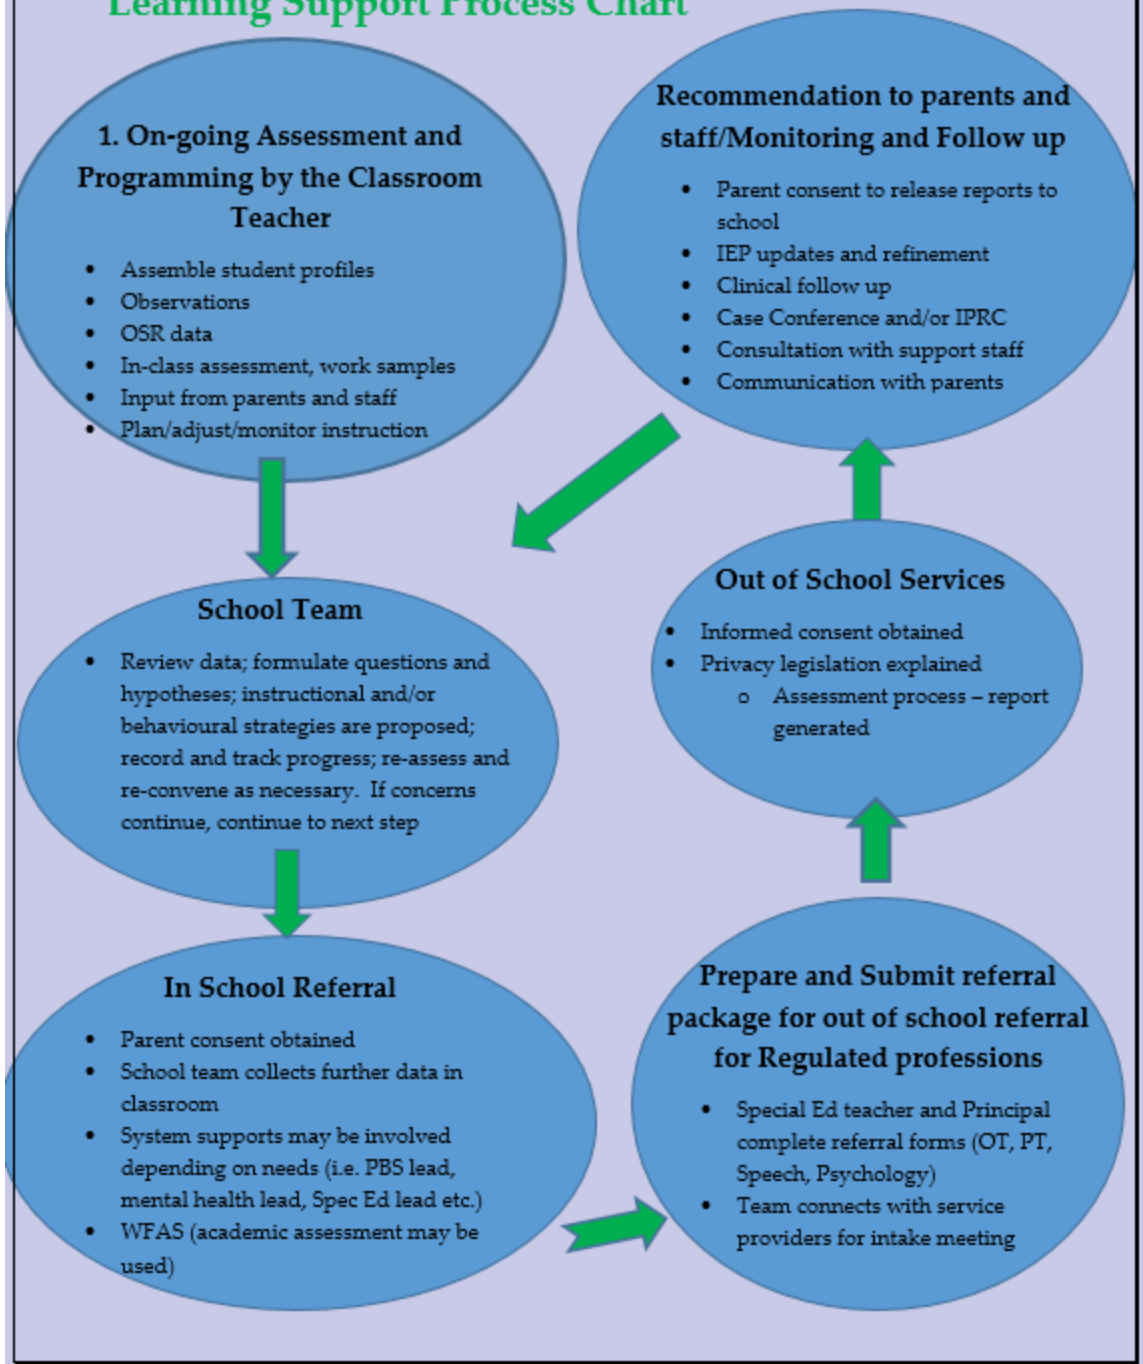 Learning Support Process Chart
1. On-going Assessment and
Programming by the Classroom
Teacher
• Assemble student profiles
• Observations
• OSR data
• In-class assessment, work samples
• Input from parents and staff
• Plan/adjust/monitor instruction
School Team
• Review data; formulate questions and
hypotheses; instructional and/or
behavioural strategies are proposed;
record and track progress; re-assess and
re-convene as necessary. If concerns
continue, continue to next step
In School Referral
• Parent consent obtained
• School team collects further data in
classroom
• System supports may be involved
depending on needs (i.e. PBS lead,
mental health lead, Spec Ed lead etc.)
• WFAS (academic assessment may be
used)
Prepare and Submit referral
package for out of school referral
for Regulated professions
• Special Ed teacher and Principal
complete referral forms (OT, PT,
Speech, Psychology)
• Team connects with service
providers for intake meeting
Out of School Services
• Informed consent obtained
• Privacy legislation explained
o Assessment process – report
generated
Recommendation to parents and
staff/Monitoring and Follow up
• Parent consent to release reports to
school
• IEP updates and refinement
• Clinical follow up
• Case Conference and/or IPRC
• Consultation with support staff
• Communication with parents